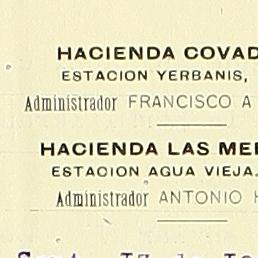 HACIENDA COVAD
ESTACION YERBANIS,
Administrador FRANCISCO A
HACIENDA LAS MER
ESTACION AGUA VIEJA.
Administrador ANTONIO H